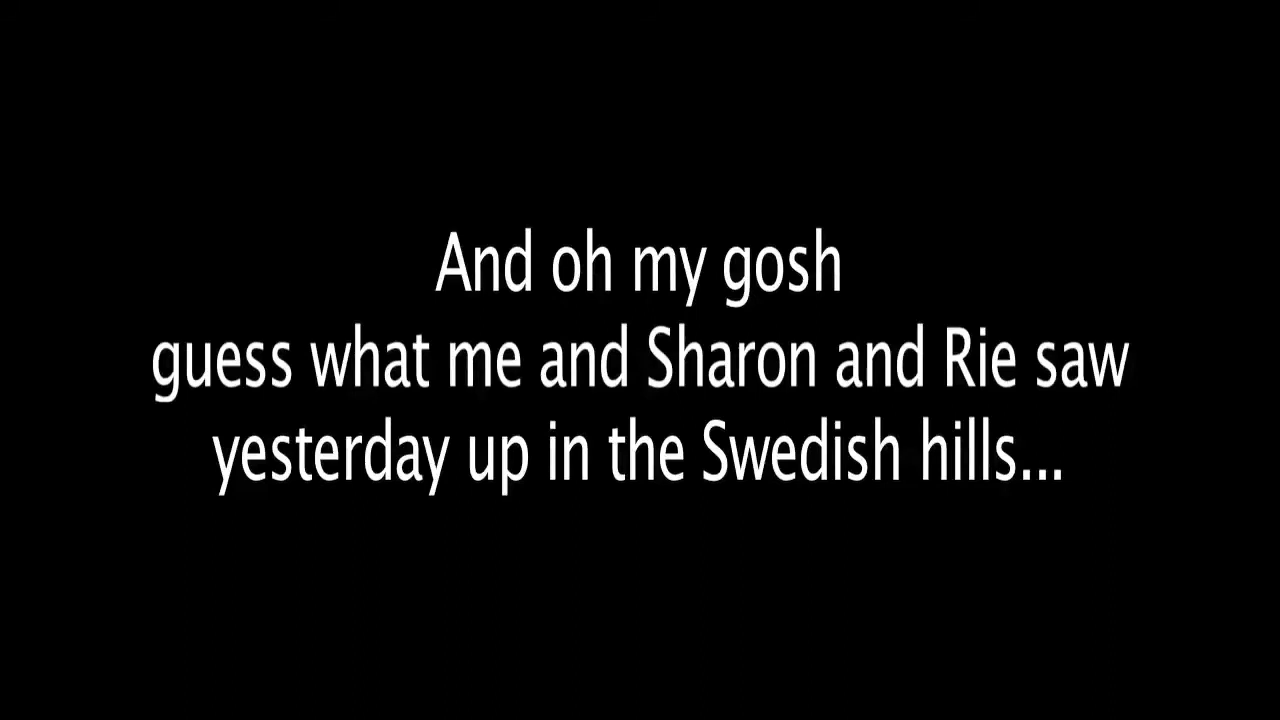 And oh my gosh
guess what me and Sharon and Rie saw
yesterday up in the Swedish hills...